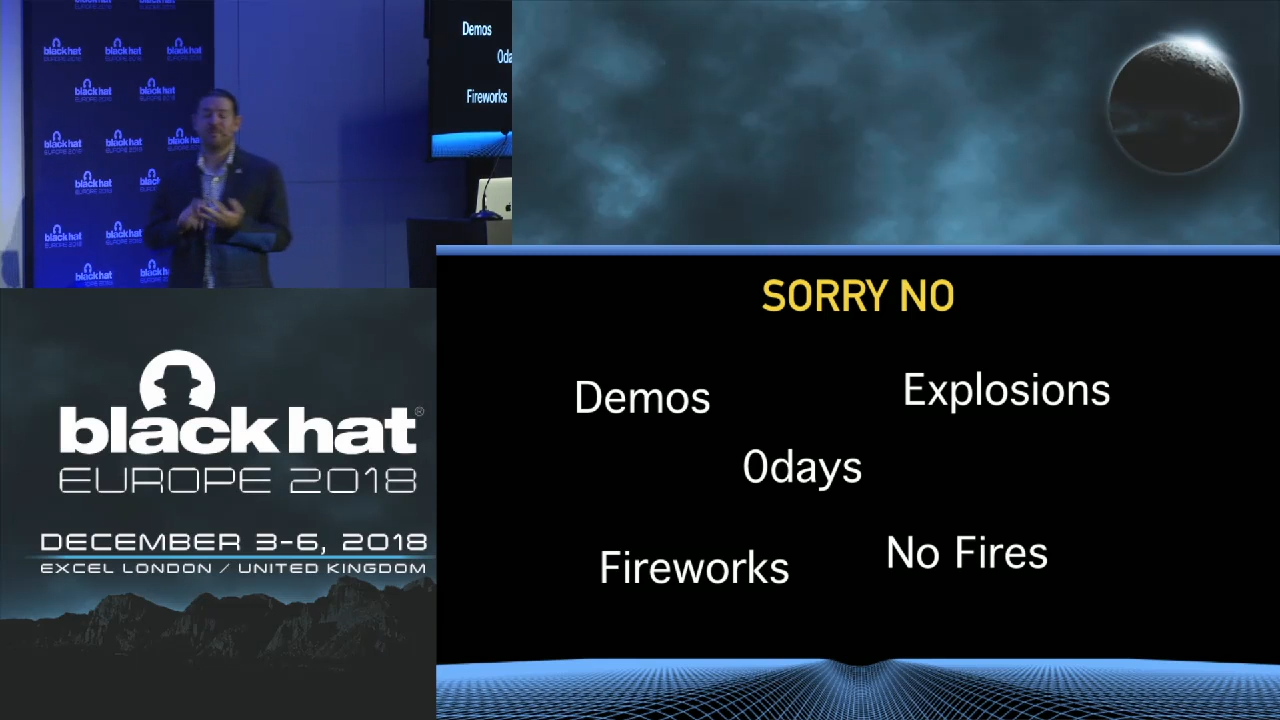 Demos
Fireworks
black hat
EUROPE 2018
DECEMBER 3-6, 2018
EXCEL LONDON / UNITED KINGDOM
SORRY NO
Demos
Explosions
0days
Fireworks
No Fires